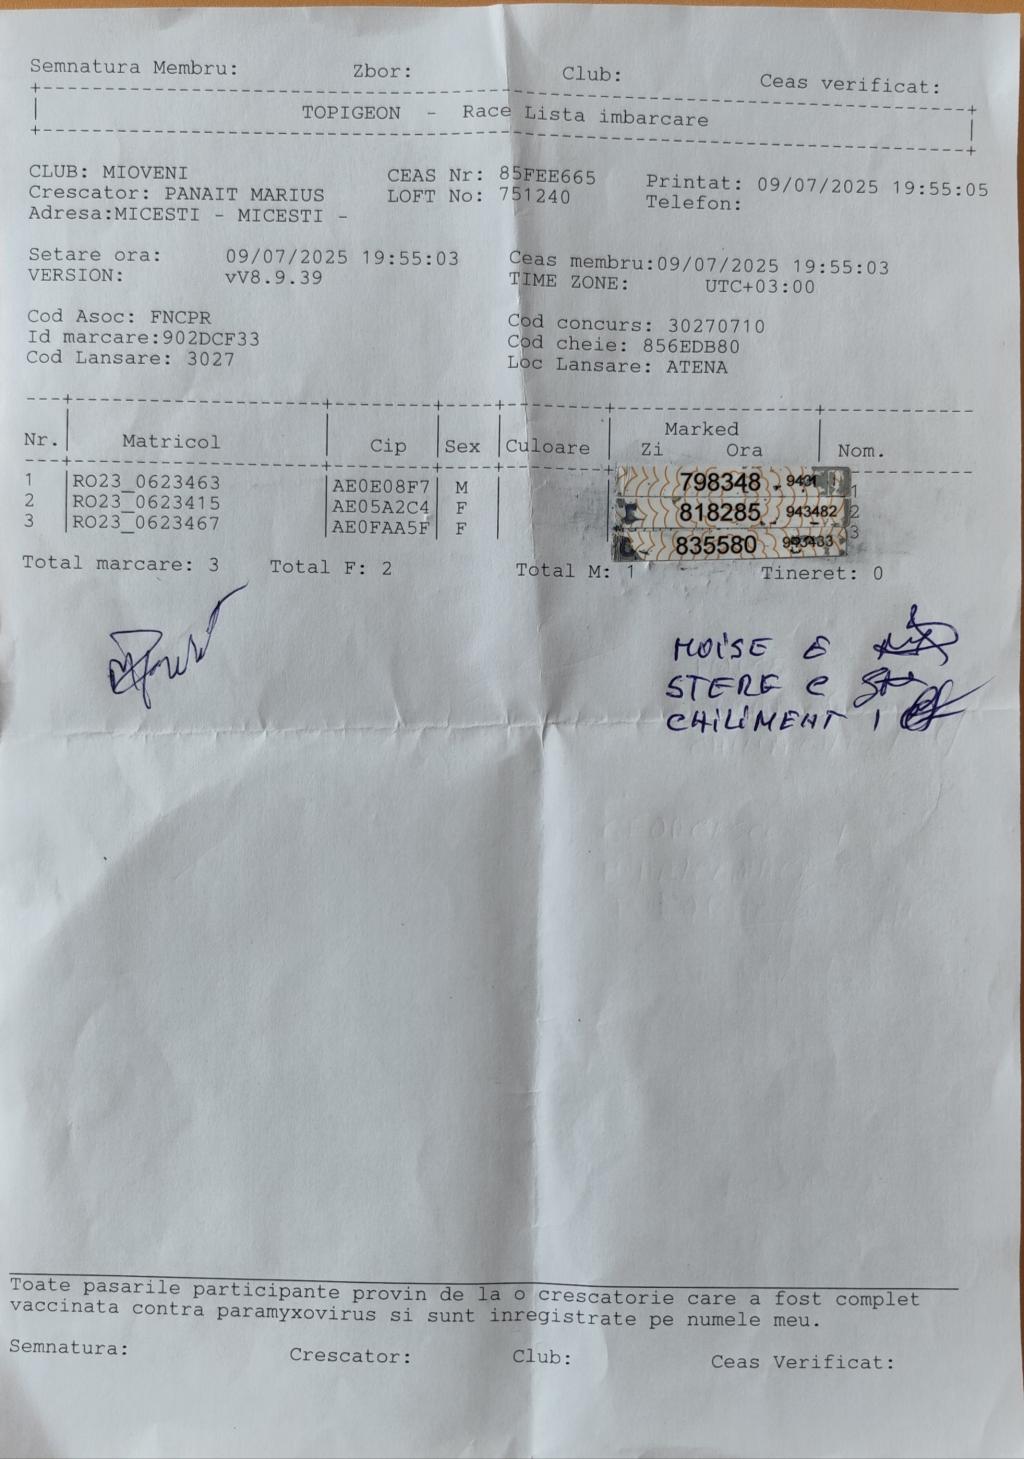 Semnatura Membru: Zbor: Club: Ceas verificat:
TOPIGEON - Race Lista imbarcare
CLUB: MIOVENI CEAS Nr: 85FEE665 Printat: 09/07/2025 19:55:05
Crescator: PANAIT MARIUS LOFT No: 751240 Telefon:
Adresa:MICESTI - MICESTI -
Setare ora: 09/07/2025 19:55:03 Ceas membru:09/07/2025 19:55:03
VERSION: vV8.9.39 TIME ZONE: UTC+03:00
Cod Asoc: FNCPR Cod concurs: 30270710
Id marcare:902DCF33 Cod cheie: 856EDB80
Cod Lansare: 3027 Loc Lansare: ATENA
Marked
Nr. Matricol Cip Sex Culoare Zi Ora Nom.
1 RO23_0623463 AE0E08F7 M 798348 1
2 RO23_0623415 AE05A2C4 F 818285 943482 2
3 RO23_0623467 AE0FAA5F F 835580 3
Total marcare: 3 Total F: 2 Total M: 1 Tineret: 0
MOISE E
STERE C
CHILIMENT I
Toate pasarile participante provin de la o crescatorie care a fost complet
vaccinata contra paramyxovirus si sunt inregistrate pe numele meu.
Semnatura: Crescator: Club: Ceas Verificat: